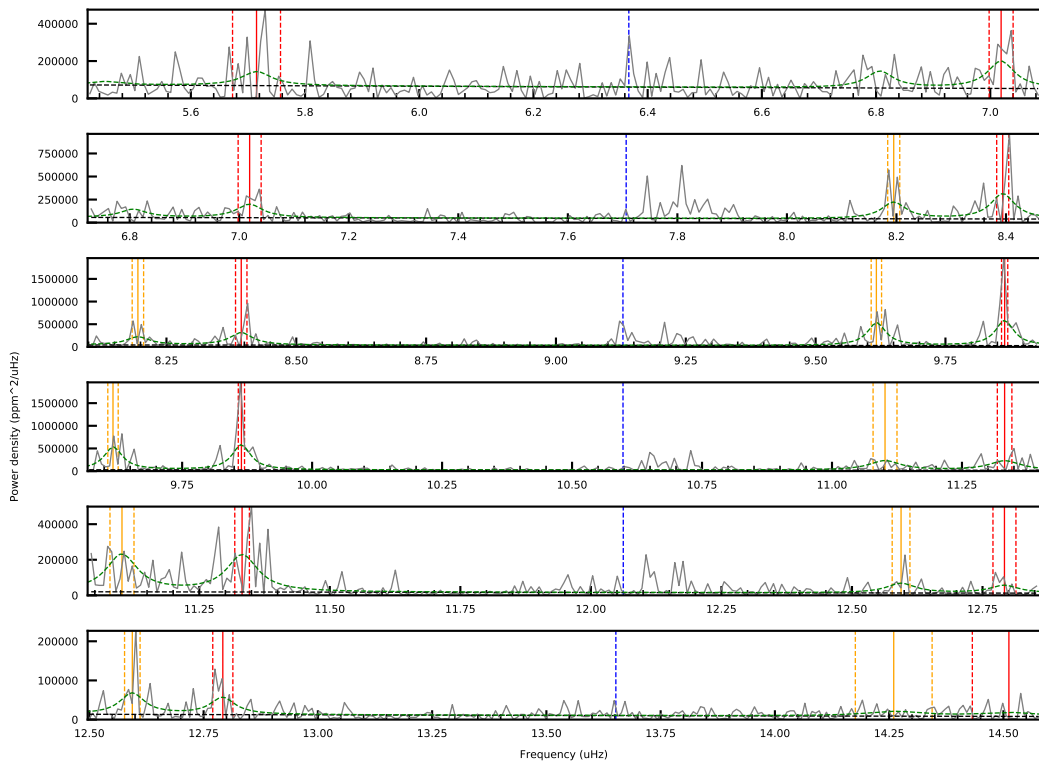 400000
200000
0
5.6 5.8 6.0 6.2 6.4 6.6 6.8 7.0
750000
500000
250000
0
6.8 7.0 7.2 7.4 7.6 7.8 8.0 8.2 8.4
1500000
1000000
500000
0
8.25 8.50 8.75 9.00 9.25 9.50 9.75
Power density (ppm^2/uHz)
1500000
1000000
500000
0
9.75 10.00 10.25 10.50 10.75 11.00 11.25
400000
200000
0
11.25 11.50 11.75 12.00 12.25 12.50 12.75
200000
100000
0
12.50 12.75 13.00 13.25 13.50 13.75 14.00 14.25 14.50
Frequency (uHz)